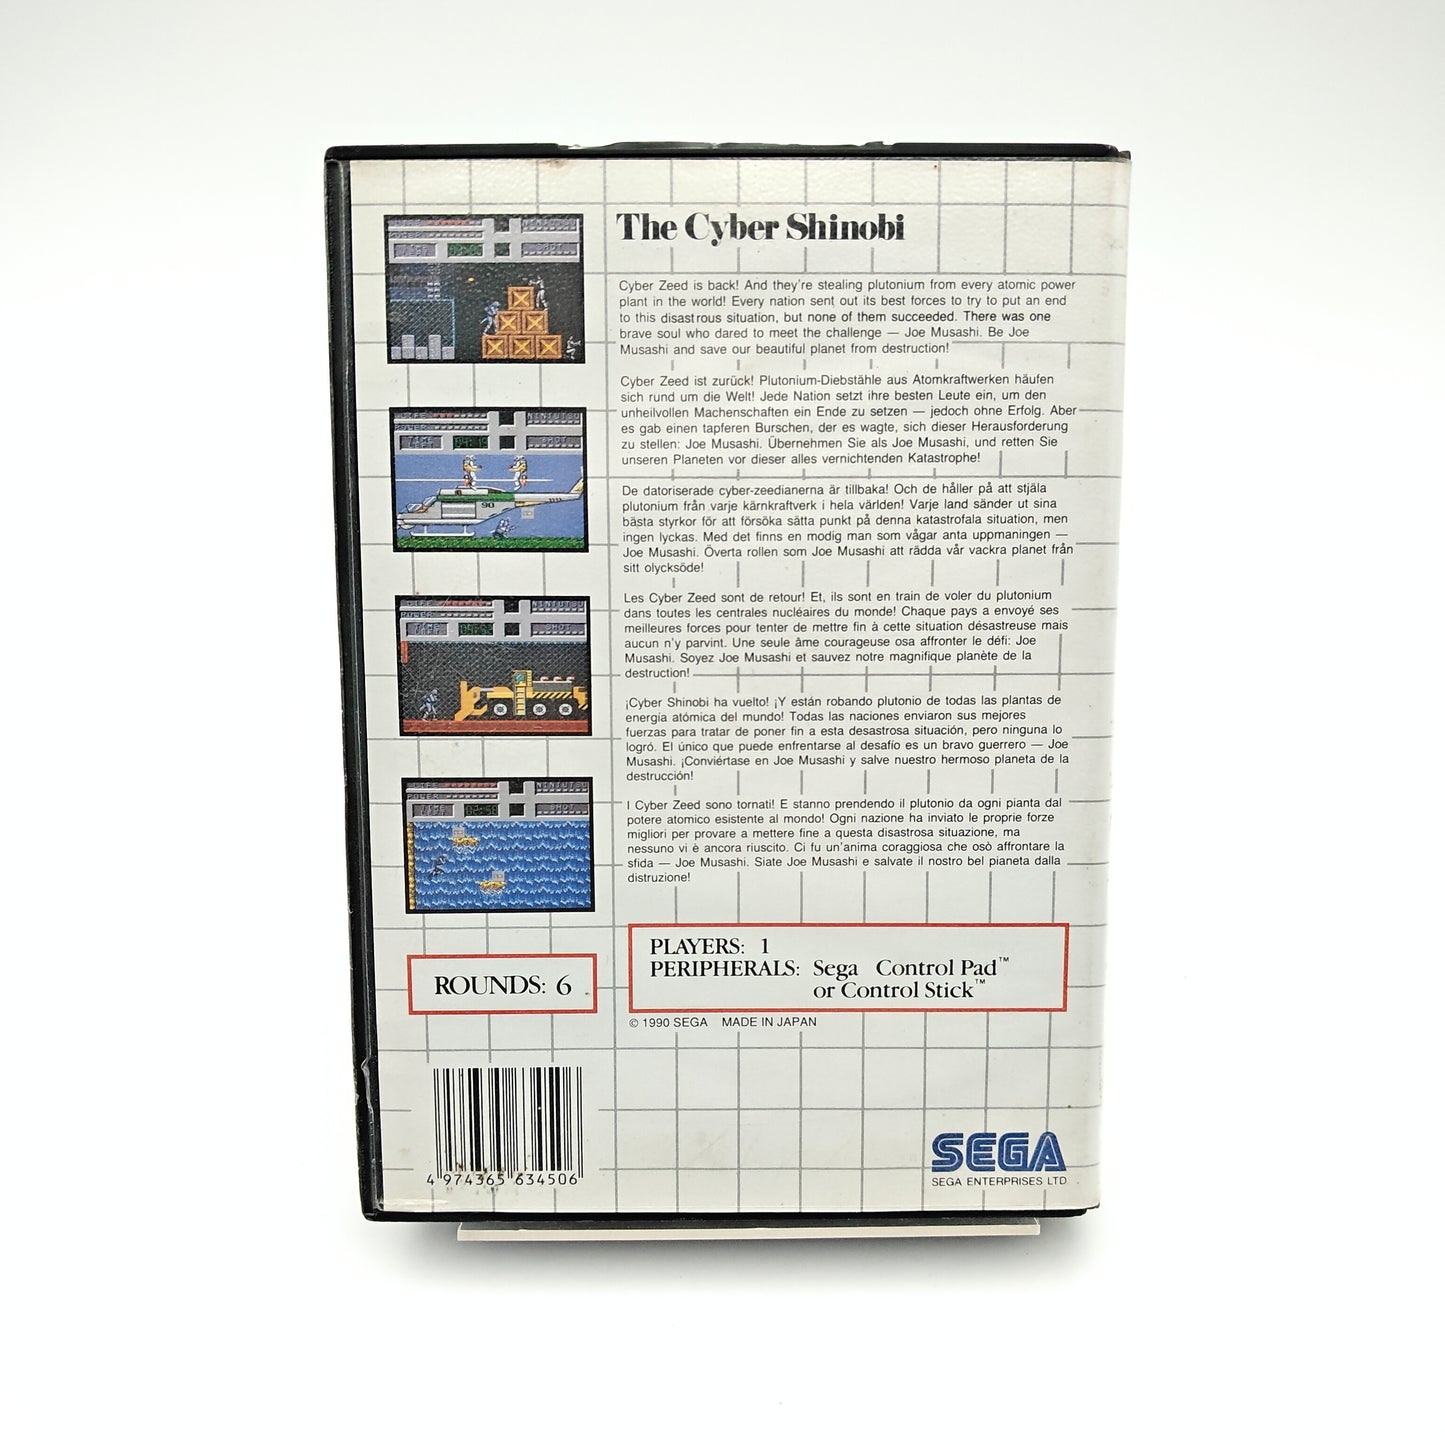 The Cyber Shinobi
Cyber Zeed is back! And they're stealing plutonium from every atomic power
plant in the world! Every nation sent out its best forces to try to put an end
to this disastrous situation, but none of them succeeded. There was one
brave soul who dared to meet the challenge — Joe Musashi. Be Joe
Musashi and save our beautiful planet from destruction!
Cyber Zeed ist zurück! Plutonium-Diebstähle aus Atomkraftwerken häufen
sich rund um die Welt! Jede Nation setzt ihre besten Leute ein, um den
unheilvollen Machenschaften ein Ende zu setzen — jedoch ohne Erfolg. Aber
es gab einen tapferen Burschen, der es wagte, sich dieser Herausforderung
zu stellen: Joe Musashi. Übernehmen Sie als Joe Musashi, und retten Sie
unseren Planeten vor dieser alles vernichtenden Katastrophe!
De datoriserade cyber-zeedianerna är tillbaka! Och de håller på att stjäla
plutonium från varje kärnkraftverk i hela världen! Varje land sänder ut sina
bästa styrkor för att försöka sätta punkt på denna katastrofala situation, men
ingen lyckas. Med det finns en modig man som vågar anta uppmaningen —
Joe Musashi. Överta rollen som Joe Musashi att rädda vår vackra planet från
sitt olycksöde!
Les Cyber Zeed sont de retour! Et, ils sont en train de voler du plutonium
dans toutes les centrales nucléaires du monde! Chaque pays a envoyé ses
meilleures forces pour tenter de mettre fin à cette situation désastreuse mais
aucun n'y parvint. Une seule âme courageuse osa affronter le défi: Joe
Musashi. Soyez Joe Musashi et sauvez notre magnifique planète de la
destruction!
¡Cyber Shinobi ha vuelto! ¡Y están robando plutonio de todas las plantas de
energía atómica del mundo! Todas las naciones enviaron sus mejores
fuerzas para tratar de poner fin a esta desastrosa situación, pero ninguna lo
logró. El único que puede enfrentarse al desafío es un bravo guerrero — Joe
Musashi. ¡Conviértase en Joe Musashi y salve nuestro hermoso planeta de la
destrucción!
I Cyber Zeed sono tornati! E stanno prendendo il plutonio da ogni pianta dal
potere atomico esistente al mondo! Ogni nazione ha inviato le proprie forze
migliori per provare a mettere fine a questa disastrosa situazione, ma
nessuno vi è ancora riuscito. Ci fu un'anima coraggiosa che osò affrontare la
sfida — Joe Musashi. Siate Joe Musashi e salvate il nostro bel pianeta dalla
distruzione!
ROUNDS: 6
PLAYERS: 1
PERIPHERALS: Sega Control Pad™
or Control Stick™
© 1990 SEGA MADE IN JAPAN
4 974365 634506
SEGA
SEGA ENTERPRISES LTD.